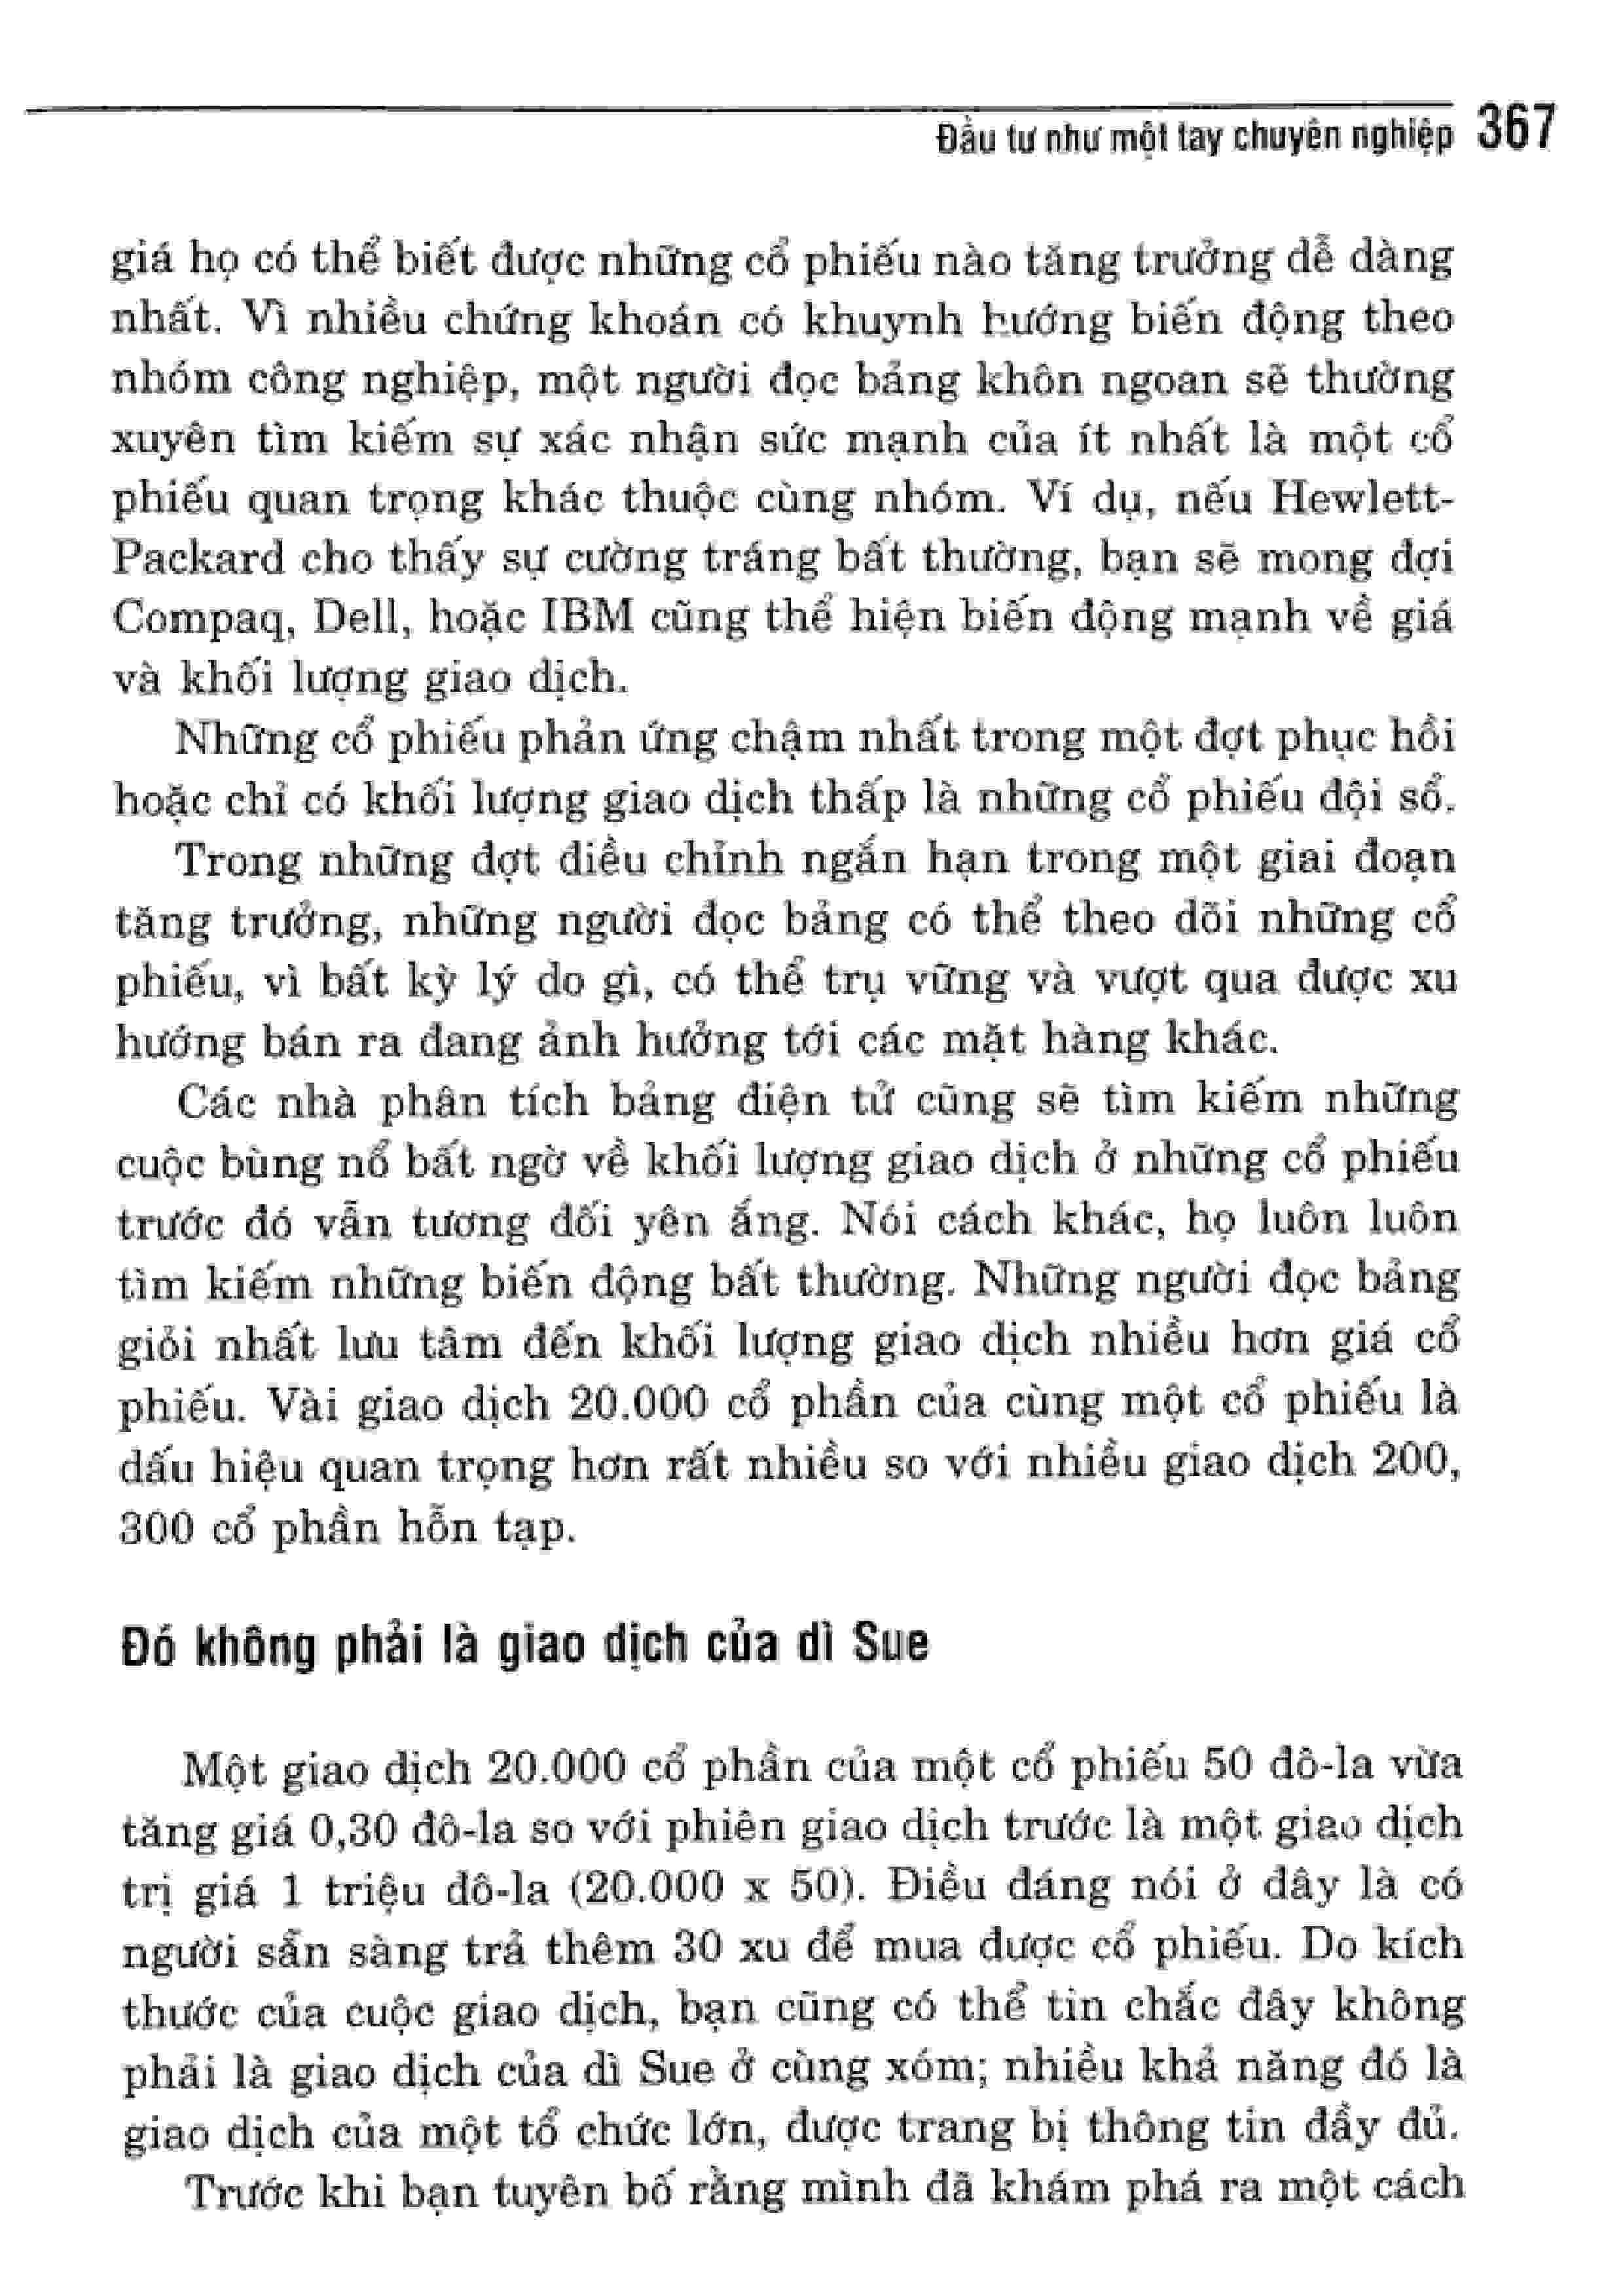 Đầu tư như một tay chuyên nghiệp 367
giá họ có thể biết được những cổ phiếu nào tăng trưởng dễ dàng
nhất. Vì nhiều chứng khoán có khuynh hướng biến động theo
nhóm công nghiệp, một người đọc bảng khôn ngoan sẽ thường
xuyên tìm kiếm sự xác nhận sức mạnh của ít nhất là một cổ
phiếu quan trọng khác thuộc cùng nhóm. Ví dụ, nếu Hewlett-
Packard cho thấy sự cường tráng bất thường, bạn sẽ mong đợi
Compaq, Dell, hoặc IBM cũng thể hiện biến động mạnh về giá
và khối lượng giao dịch.
Những cổ phiếu phản ứng chậm nhất trong một đợt phục hồi
hoặc chỉ có khối lượng giao dịch thấp là những cổ phiếu đội sổ.
Trong những đợt điều chỉnh ngắn hạn trong một giai đoạn
tăng trưởng, những người đọc bảng có thể theo dõi những cổ
phiếu, vì bất kỳ lý do gì, có thể trụ vững và vượt qua được xu
hướng bán ra đang ảnh hưởng tới các mặt hàng khác.
Các nhà phân tích bảng điện tử cũng sẽ tìm kiếm những
cuộc bùng nổ bất ngờ về khối lượng giao dịch ở những cổ phiếu
trước đó vẫn tương đối yên ắng. Nói cách khác, họ luôn luôn
tìm kiếm những biến động bất thường. Những người đọc bảng
giỏi nhất lưu tâm đến khối lượng giao dịch nhiều hơn giá cổ
phiếu. Vài giao dịch 20.000 cổ phần của cùng một cổ phiếu là
dấu hiệu quan trọng hơn rất nhiều so với nhiều giao dịch 200,
300 cổ phần hỗn tạp.
Đó không phải là giao dịch của dì Sue
Một giao dịch 20.000 cổ phần của một cổ phiếu 50 đô-la vừa
tăng giá 0,30 đô-la so với phiên giao dịch trước là một giao dịch
trị giá 1 triệu đô-la (20.000 x 50). Điều đáng nói ở đây là có
người sẵn sàng trả thêm 30 xu để mua được cổ phiếu. Do kích
thước của cuộc giao dịch, bạn cũng có thể tin chắc đây không
phải là giao dịch của dì Sue ở cùng xóm; nhiều khả năng đó là
giao dịch của một tổ chức lớn, được trang bị thông tin đầy đủ.
Trước khi bạn tuyên bố rằng mình đã khám phá ra một cách